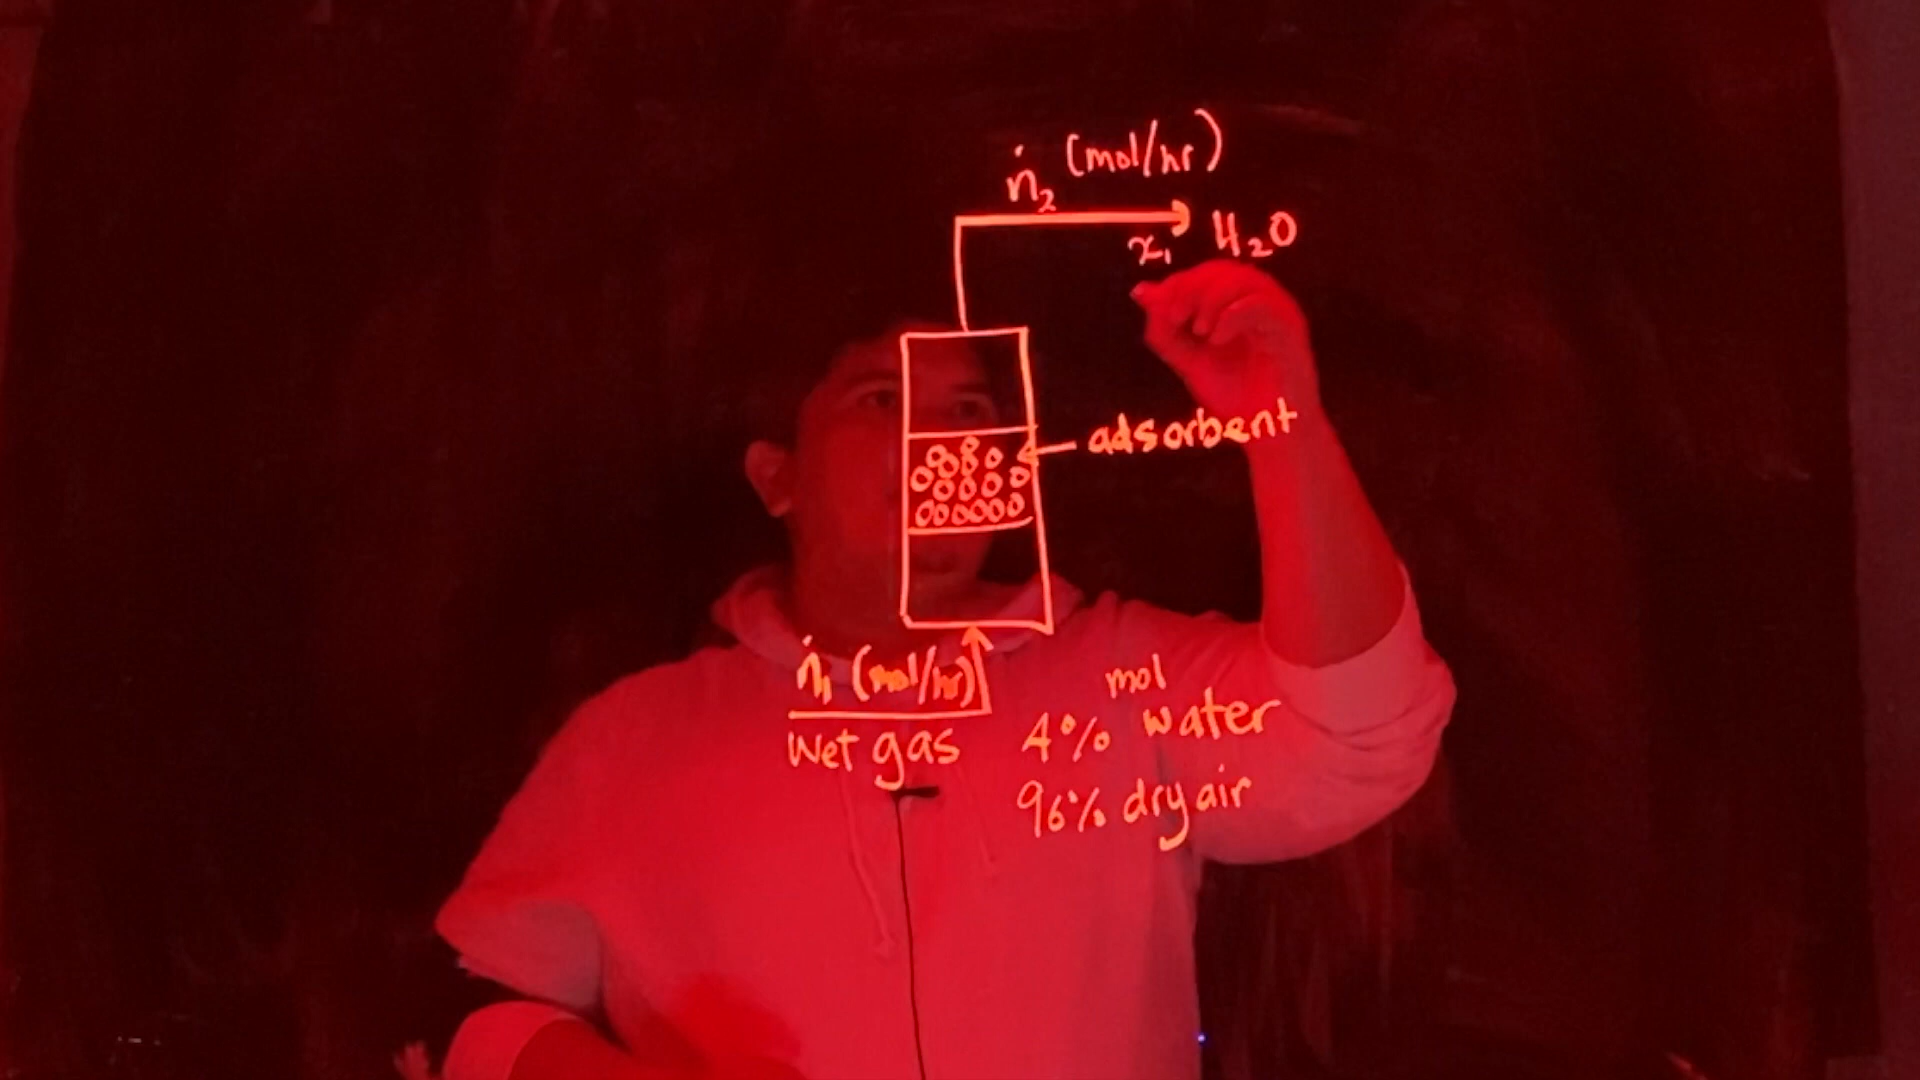 ṅ₂ (mol/hr)
x₁ H₂O
adsorbent
ṅ₁ (mol/hr)
wet gas
4% mol water
96% dry air